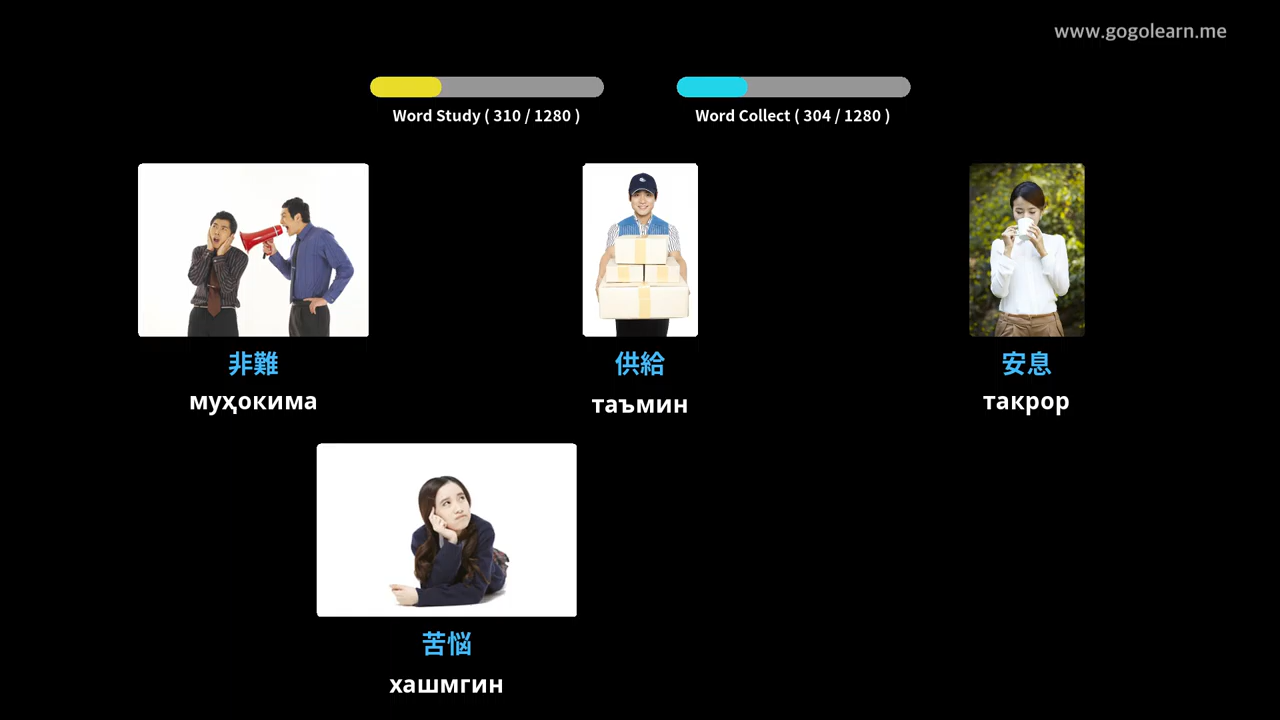 www.gogolearn.me
Word Study ( 310 / 1280 )
Word Collect ( 304 / 1280 )
非難
муҳокима
供給
таъмин
安息
такрор
苦悩
хашмгин